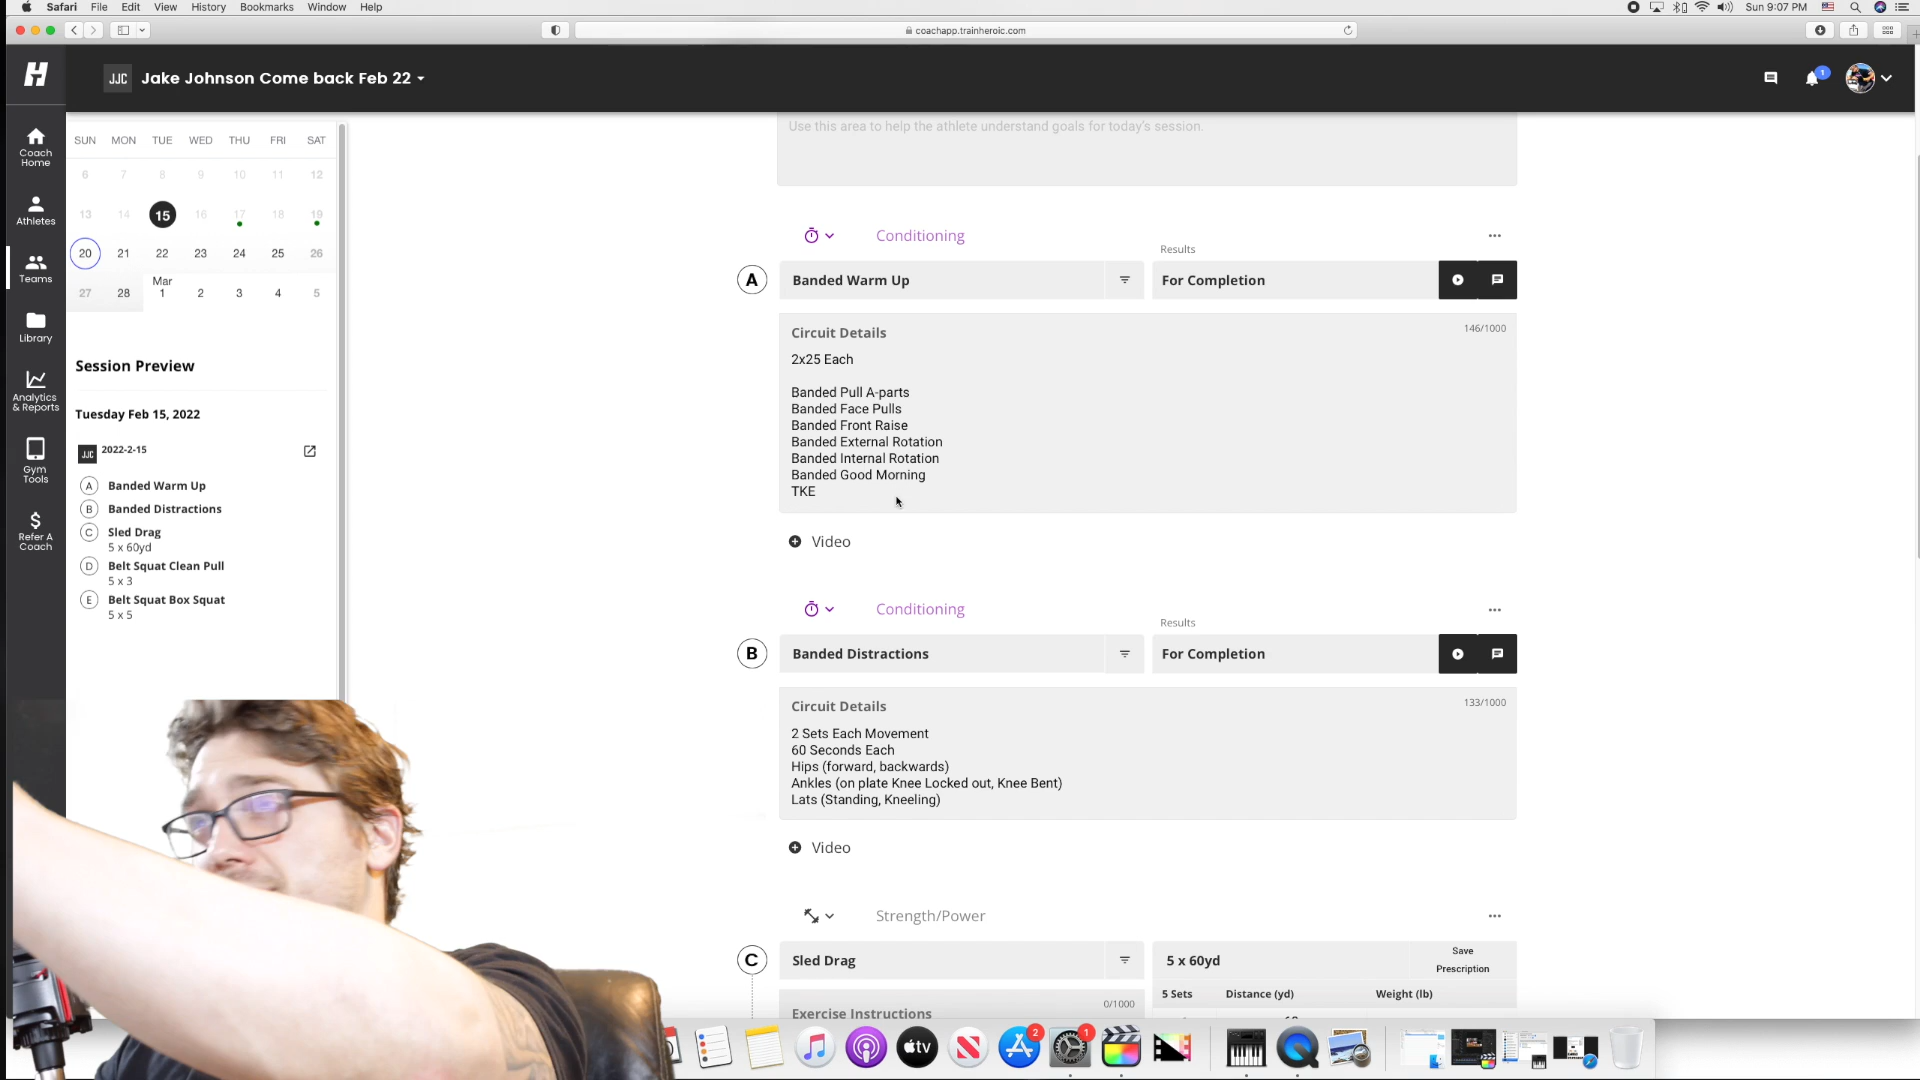 Safari File Edit View History Bookmarks Window Help
Sun 9:07 PM
coachapp.trainheroic.com
JJC Jake Johnson Come back Feb 22
1
Coach
Home
Athletes
Teams
Library
Analytics
& Reports
Gym
Tools
Refer A
Coach
SUN MON TUE WED THU FRI SAT
6 7 8 9 10 11 12
13 14 15 16 17 18 19
20 21 22 23 24 25 26
Mar
27 28 1 2 3 4 5
Session Preview
Tuesday Feb 15, 2022
JJC 2022-2-15
A Banded Warm Up
B Banded Distractions
C Sled Drag
5 x 60yd
D Belt Squat Clean Pull
5 x 3
E Belt Squat Box Squat
5 x 5
Use this area to help the athlete understand goals for today's session.
Conditioning
Results
A Banded Warm Up For Completion
Circuit Details 146/1000
2x25 Each
Banded Pull A-parts
Banded Face Pulls
Banded Front Raise
Banded External Rotation
Banded Internal Rotation
Banded Good Morning
TKE
Video
Conditioning
Results
B Banded Distractions For Completion
Circuit Details 133/1000
2 Sets Each Movement
60 Seconds Each
Hips (forward, backwards)
Ankles (on plate Knee Locked out, Knee Bent)
Lats (Standing, Kneeling)
Video
Strength/Power
C Sled Drag 5 x 60yd Save
Prescription
5 Sets Distance (yd) Weight (lb)
Exercise Instructions 0/1000
tv 2 1